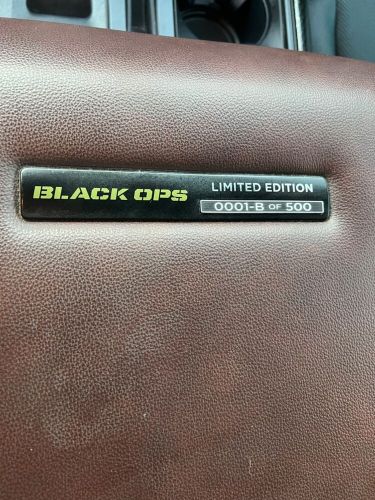 BLACK OPS
LIMITED EDITION
0001-B OF 500